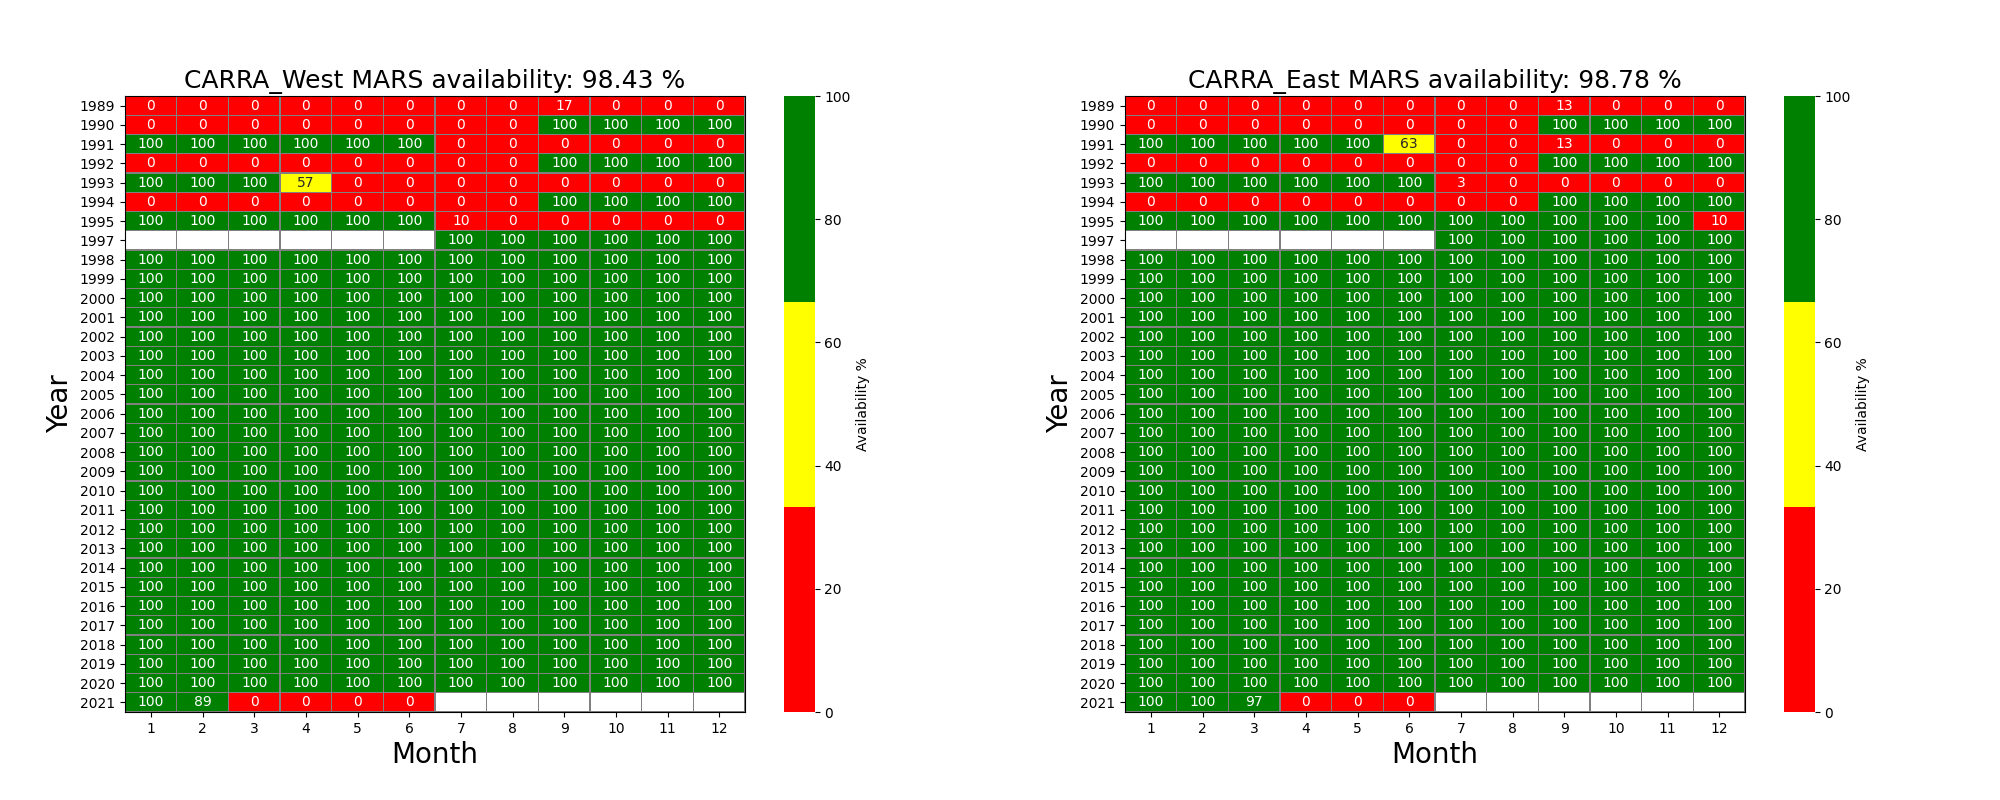 CARRA_West MARS availability: 98.43 %
1989 0 0 0 0 0 0 0 0 17 0 0 0
1990 0 0 0 0 0 0 0 0 100 100 100 100
1991 100 100 100 100 100 100 0 0 0 0 0 0
1992 0 0 0 0 0 0 0 0 100 100 100 100
1993 100 100 100 57 0 0 0 0 0 0 0 0
1994 0 0 0 0 0 0 0 0 100 100 100 100
1995 100 100 100 100 100 100 10 0 0 0 0 0
1997 100 100 100 100 100 100
1998 100 100 100 100 100 100 100 100 100 100 100 100
1999 100 100 100 100 100 100 100 100 100 100 100 100
2000 100 100 100 100 100 100 100 100 100 100 100 100
2001 100 100 100 100 100 100 100 100 100 100 100 100
2002 100 100 100 100 100 100 100 100 100 100 100 100
2003 100 100 100 100 100 100 100 100 100 100 100 100
2004 100 100 100 100 100 100 100 100 100 100 100 100
2005 100 100 100 100 100 100 100 100 100 100 100 100
2006 100 100 100 100 100 100 100 100 100 100 100 100
2007 100 100 100 100 100 100 100 100 100 100 100 100
2008 100 100 100 100 100 100 100 100 100 100 100 100
2009 100 100 100 100 100 100 100 100 100 100 100 100
2010 100 100 100 100 100 100 100 100 100 100 100 100
2011 100 100 100 100 100 100 100 100 100 100 100 100
2012 100 100 100 100 100 100 100 100 100 100 100 100
2013 100 100 100 100 100 100 100 100 100 100 100 100
2014 100 100 100 100 100 100 100 100 100 100 100 100
2015 100 100 100 100 100 100 100 100 100 100 100 100
2016 100 100 100 100 100 100 100 100 100 100 100 100
2017 100 100 100 100 100 100 100 100 100 100 100 100
2018 100 100 100 100 100 100 100 100 100 100 100 100
2019 100 100 100 100 100 100 100 100 100 100 100 100
2020 100 100 100 100 100 100 100 100 100 100 100 100
2021 100 89 0 0 0 0
1 2 3 4 5 6 7 8 9 10 11 12
Month
Year
100
80
60
40
20
0
Availability %
CARRA_East MARS availability: 98.78 %
1989 0 0 0 0 0 0 0 0 13 0 0 0
1990 0 0 0 0 0 0 0 0 100 100 100 100
1991 100 100 100 100 100 63 0 0 13 0 0 0
1992 0 0 0 0 0 0 0 0 100 100 100 100
1993 100 100 100 100 100 100 3 0 0 0 0 0
1994 0 0 0 0 0 0 0 0 100 100 100 100
1995 100 100 100 100 100 100 100 100 100 100 100 10
1997 100 100 100 100 100 100
1998 100 100 100 100 100 100 100 100 100 100 100 100
1999 100 100 100 100 100 100 100 100 100 100 100 100
2000 100 100 100 100 100 100 100 100 100 100 100 100
2001 100 100 100 100 100 100 100 100 100 100 100 100
2002 100 100 100 100 100 100 100 100 100 100 100 100
2003 100 100 100 100 100 100 100 100 100 100 100 100
2004 100 100 100 100 100 100 100 100 100 100 100 100
2005 100 100 100 100 100 100 100 100 100 100 100 100
2006 100 100 100 100 100 100 100 100 100 100 100 100
2007 100 100 100 100 100 100 100 100 100 100 100 100
2008 100 100 100 100 100 100 100 100 100 100 100 100
2009 100 100 100 100 100 100 100 100 100 100 100 100
2010 100 100 100 100 100 100 100 100 100 100 100 100
2011 100 100 100 100 100 100 100 100 100 100 100 100
2012 100 100 100 100 100 100 100 100 100 100 100 100
2013 100 100 100 100 100 100 100 100 100 100 100 100
2014 100 100 100 100 100 100 100 100 100 100 100 100
2015 100 100 100 100 100 100 100 100 100 100 100 100
2016 100 100 100 100 100 100 100 100 100 100 100 100
2017 100 100 100 100 100 100 100 100 100 100 100 100
2018 100 100 100 100 100 100 100 100 100 100 100 100
2019 100 100 100 100 100 100 100 100 100 100 100 100
2020 100 100 100 100 100 100 100 100 100 100 100 100
2021 100 100 97 0 0 0
1 2 3 4 5 6 7 8 9 10 11 12
Month
Year
100
80
60
40
20
0
Availability %